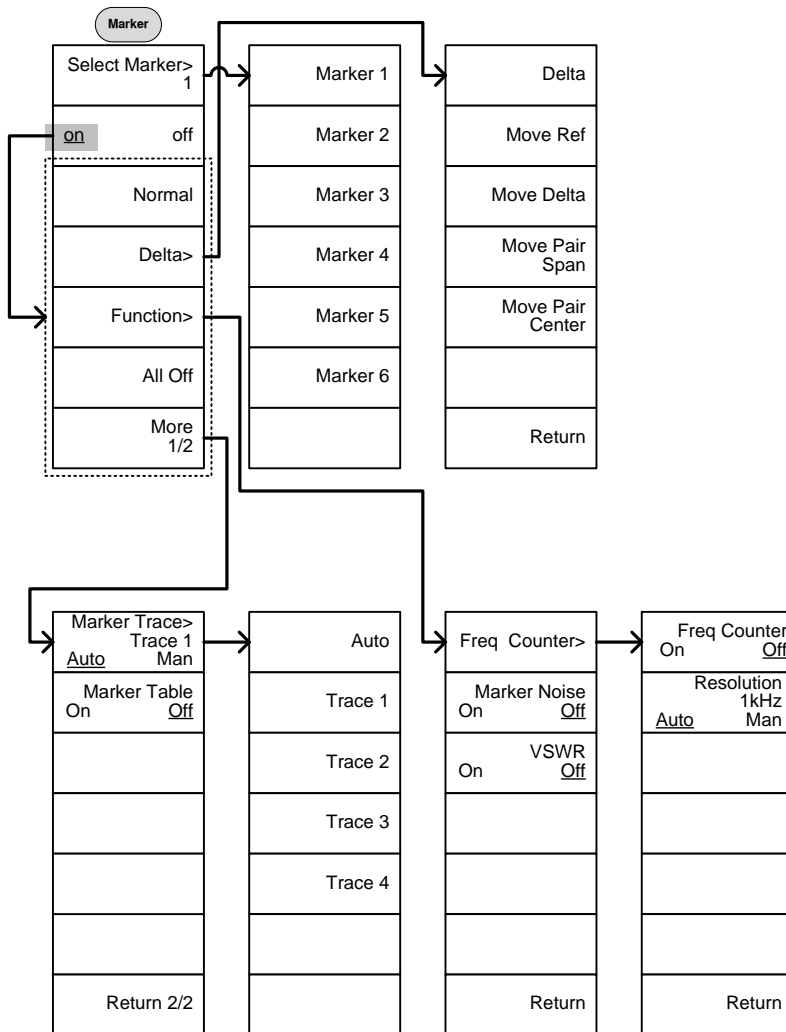 Marker
Select Marker>
1
on off
Normal
Delta>
Function>
All Off
More
1/2
Marker 1
Marker 2
Marker 3
Marker 4
Marker 5
Marker 6
Delta
Move Ref
Move Delta
Move Pair
Span
Move Pair
Center
Return
Marker Trace>
Trace 1
Auto Man
Marker Table
On Off
Return 2/2
Auto
Trace 1
Trace 2
Trace 3
Trace 4
Freq Counter>
Marker Noise
On Off
VSWR
On Off
Return
Freq Counter
On Off
Resolution
1kHz
Auto Man
Return